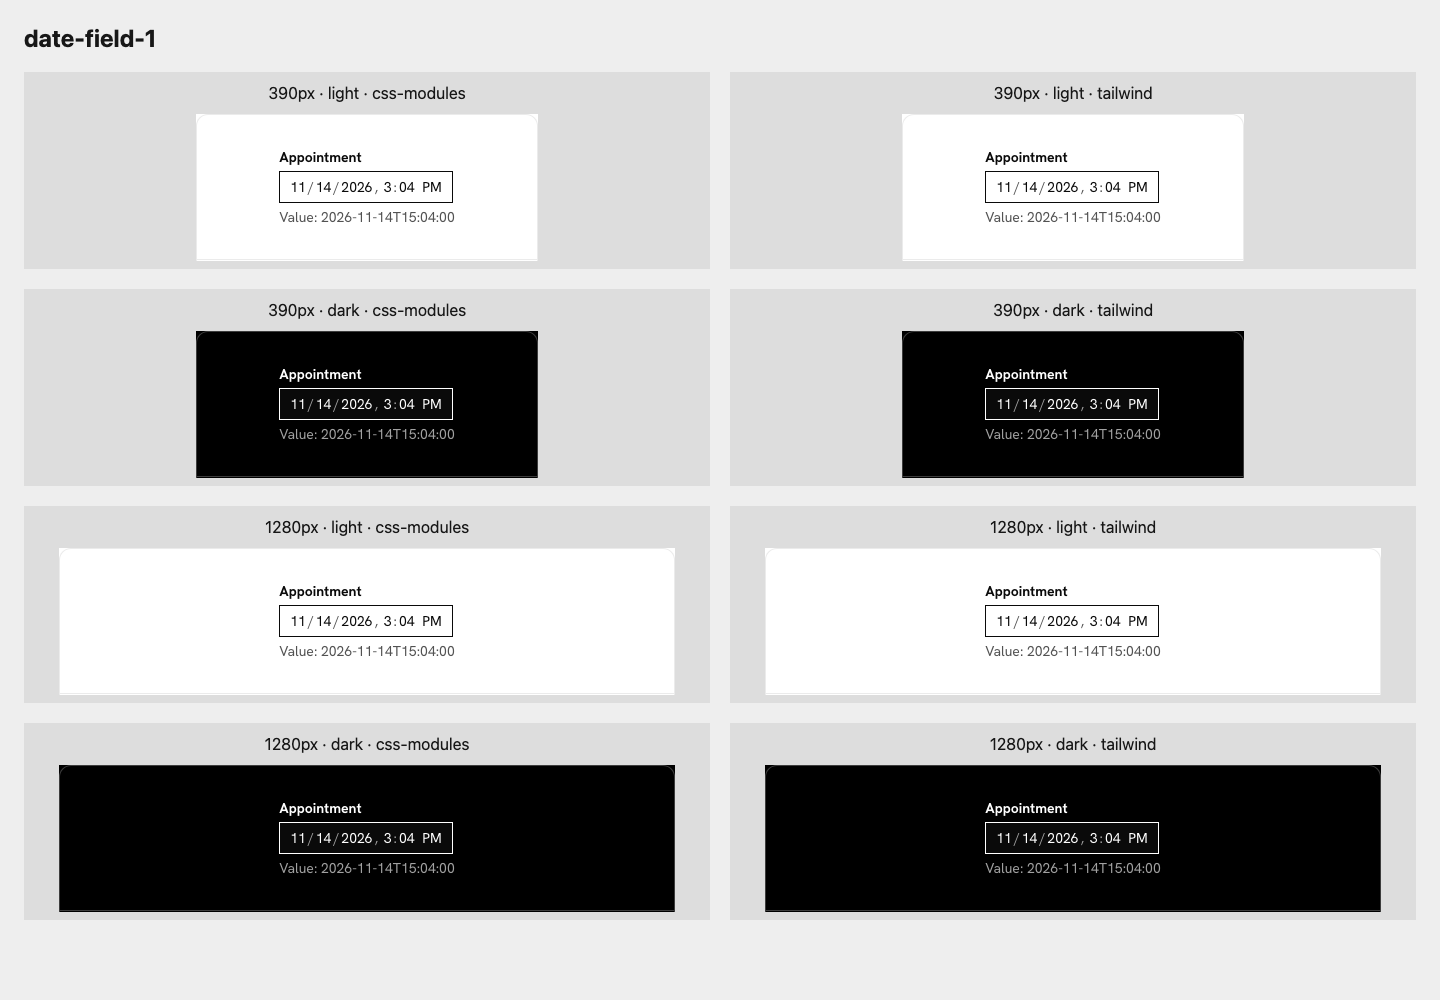 date-field-1
390px · light · css-modules
Appointment
11/14/2026, 3:04 PM
Value: 2026-11-14T15:04:00
390px · light · tailwind
Appointment
11/14/2026, 3:04 PM
Value: 2026-11-14T15:04:00
390px · dark · css-modules
Appointment
11/14/2026, 3:04 PM
Value: 2026-11-14T15:04:00
390px · dark · tailwind
Appointment
11/14/2026, 3:04 PM
Value: 2026-11-14T15:04:00
1280px · light · css-modules
Appointment
11/14/2026, 3:04 PM
Value: 2026-11-14T15:04:00
1280px · light · tailwind
Appointment
11/14/2026, 3:04 PM
Value: 2026-11-14T15:04:00
1280px · dark · css-modules
Appointment
11/14/2026, 3:04 PM
Value: 2026-11-14T15:04:00
1280px · dark · tailwind
Appointment
11/14/2026, 3:04 PM
Value: 2026-11-14T15:04:00